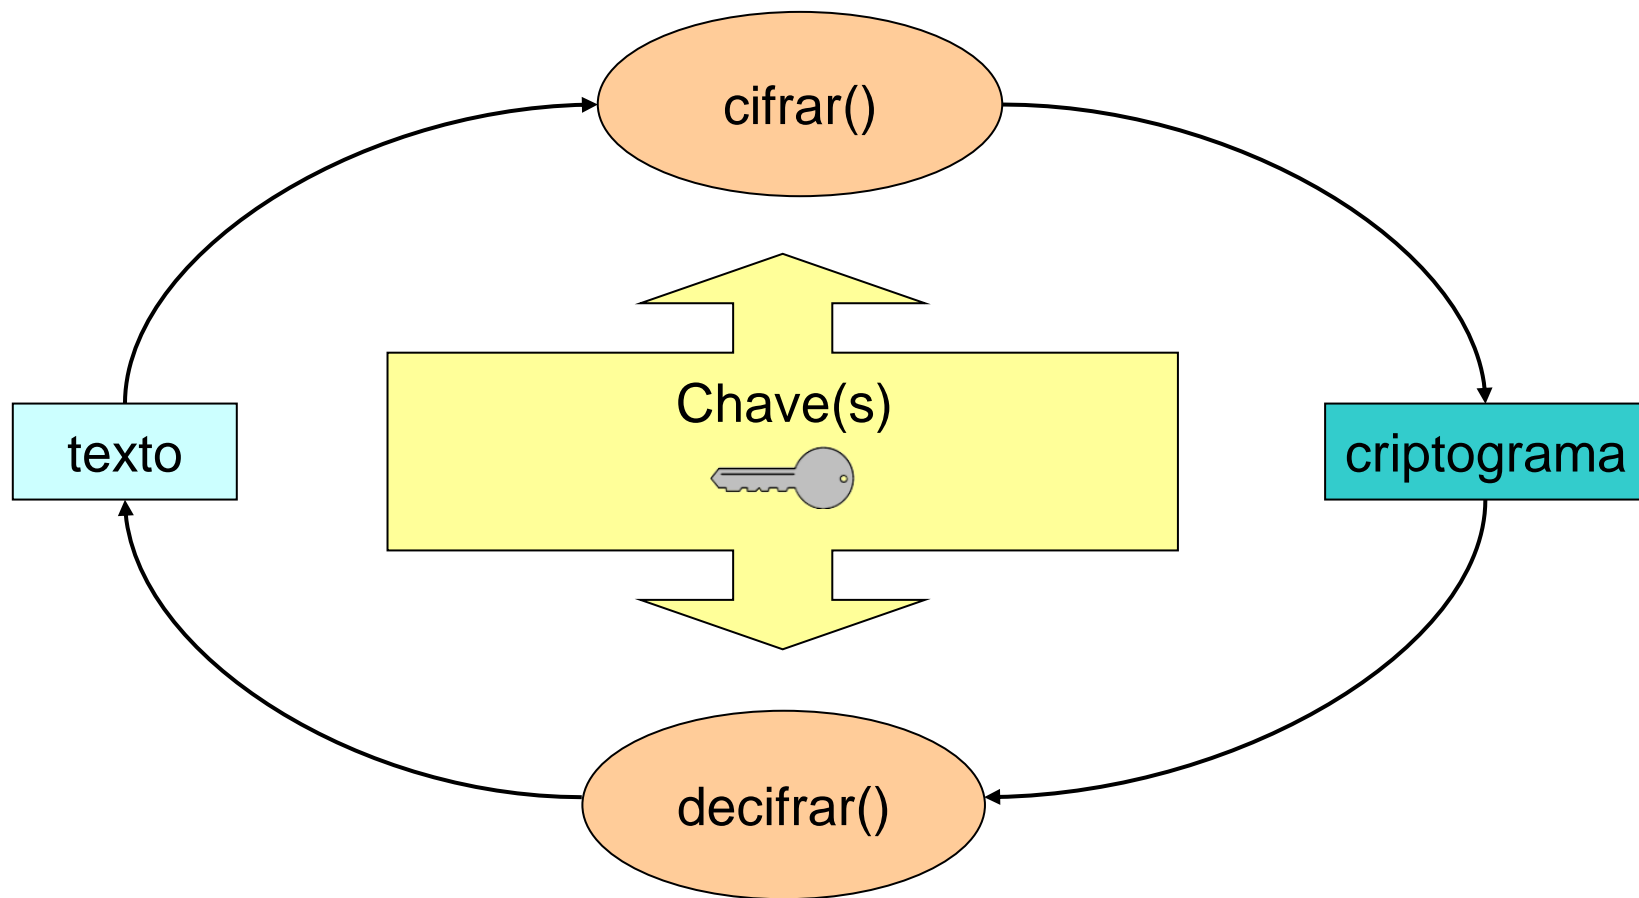 cifrar()
Chave(s)
texto
criptograma
decifrar()